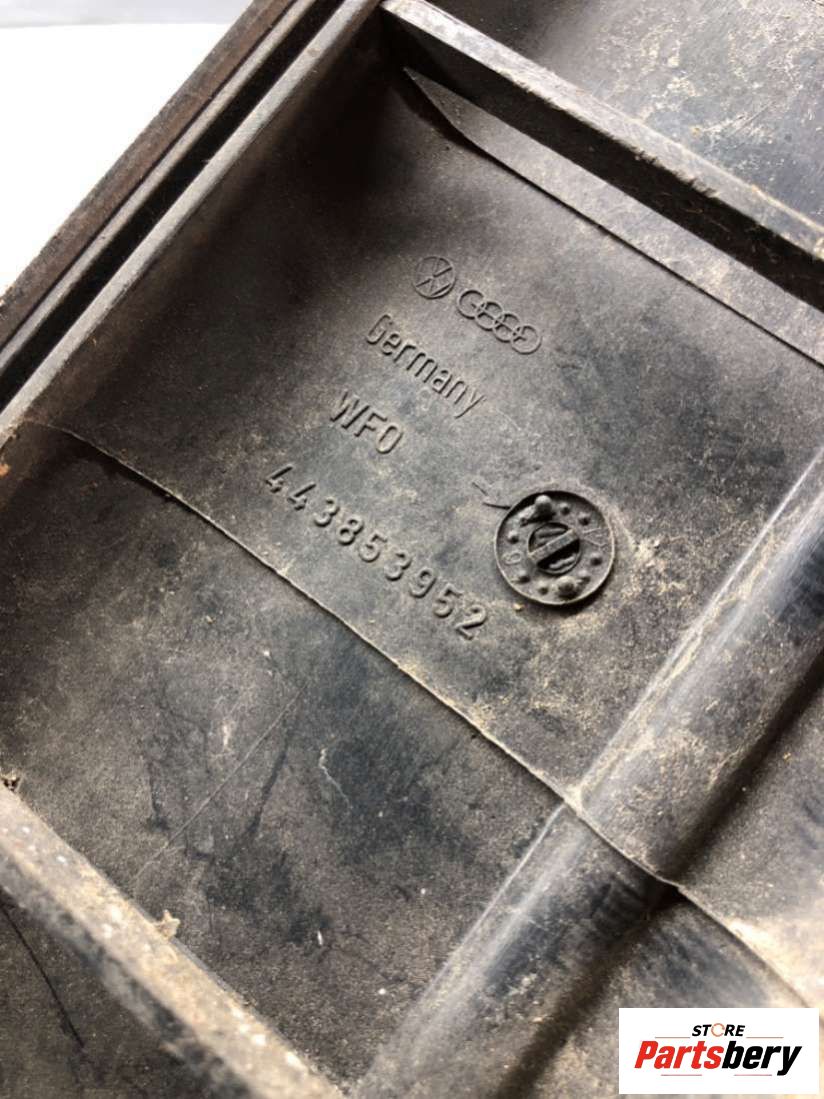 Germany
WFO
443853952
STORE
Partsbery